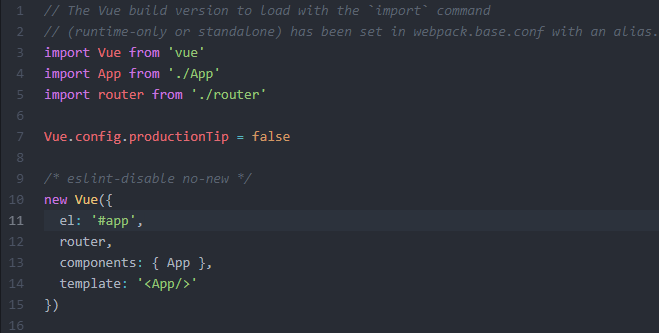 1 // The Vue build version to load with the `import` command
2 // (runtime-only or standalone) has been set in webpack.base.conf with an alias.
3 import Vue from 'vue'
4 import App from './App'
5 import router from './router'
6
7 Vue.config.productionTip = false
8
9 /* eslint-disable no-new */
10 new Vue({
11   el: '#app',
12   router,
13   components: { App },
14   template: '<App/>'
15 })
16